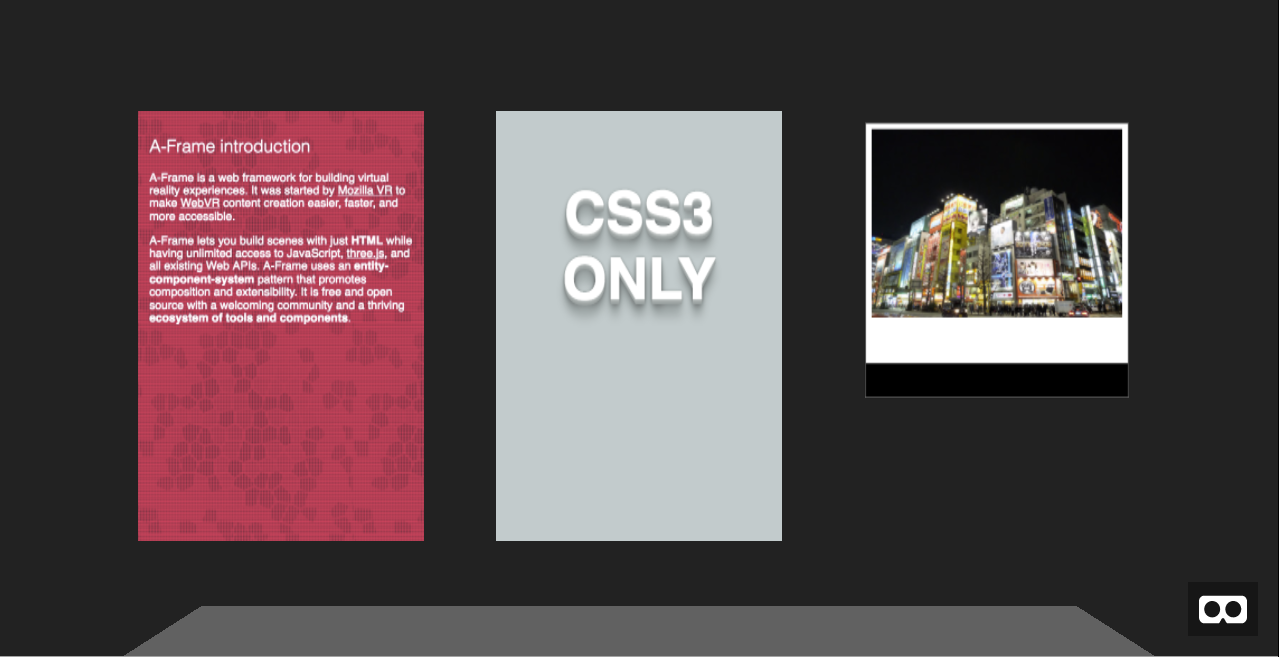 A-Frame introduction
A-Frame is a web framework for building virtual
reality experiences. It was started by Mozilla VR to
make WebVR content creation easier, faster, and
more accessible.
A-Frame lets you build scenes with just HTML while
having unlimited access to JavaScript, three.js, and
all existing Web APIs. A-Frame uses an entity-
component-system pattern that promotes
composition and extensibility. It is free and open
source with a welcoming community and a thriving
ecosystem of tools and components.
CSS3
ONLY